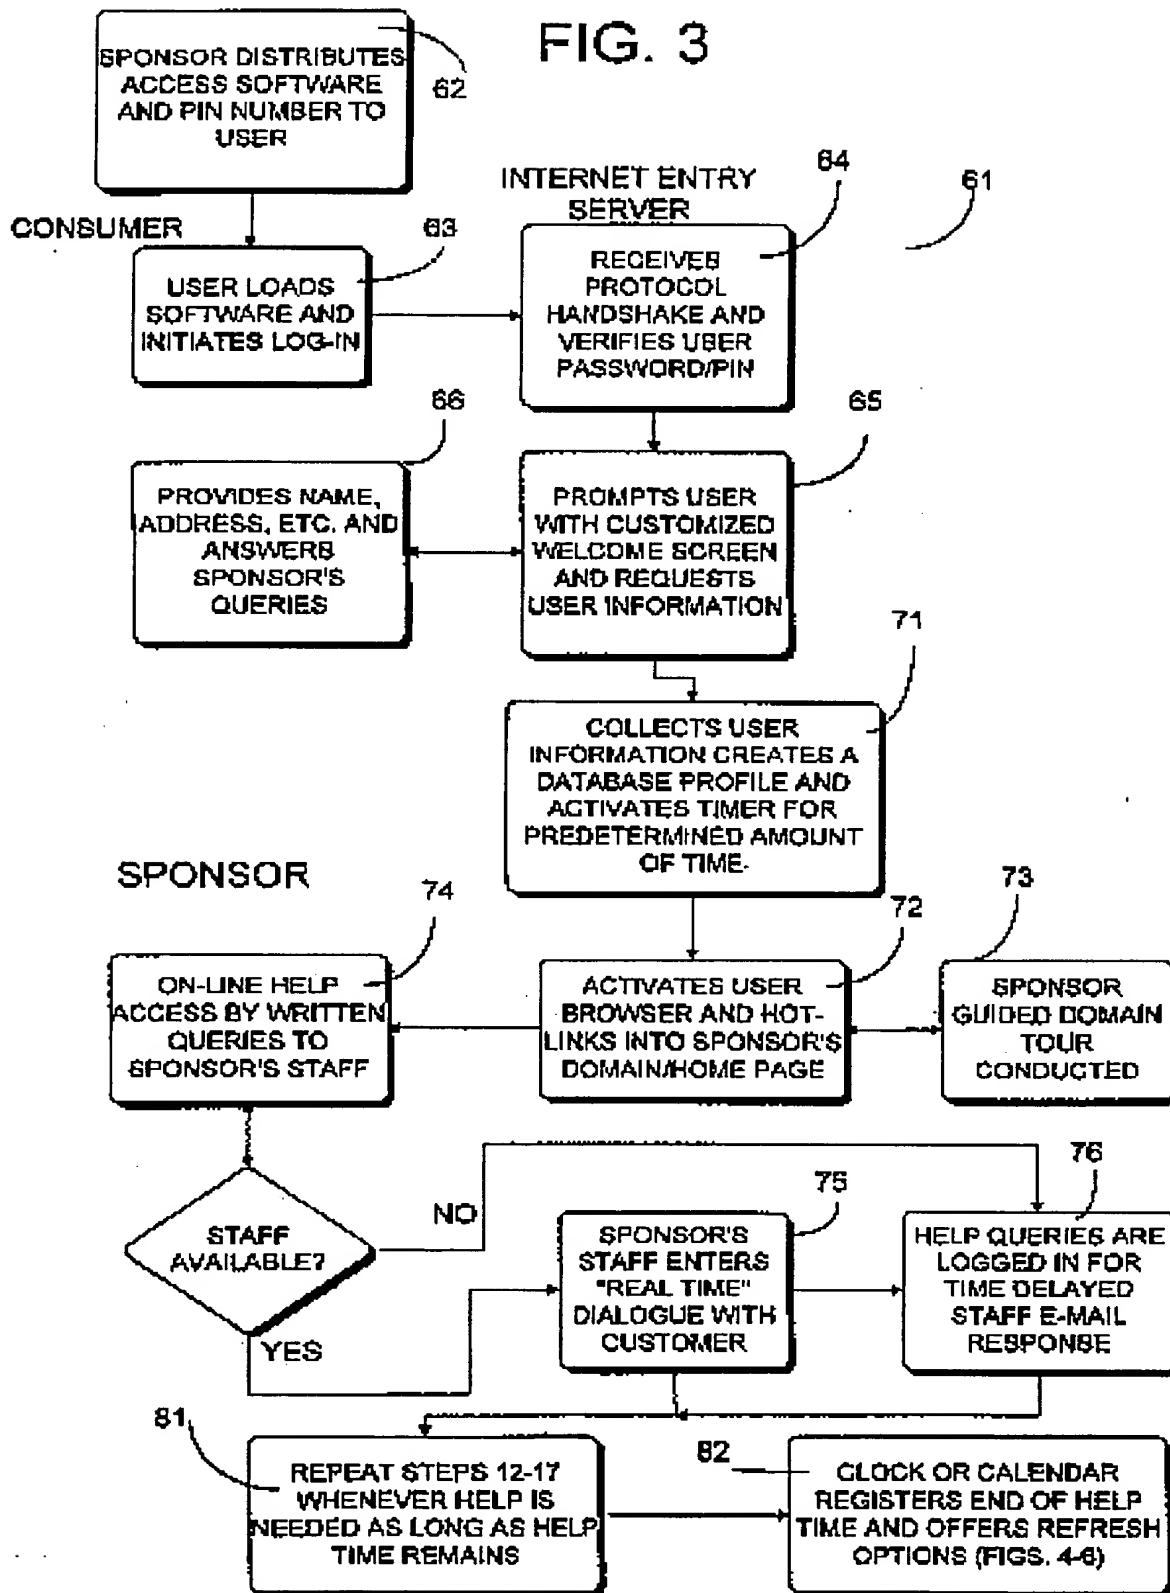 FIG. 3
SPONSOR DISTRIBUTES
ACCESS SOFTWARE
AND PIN NUMBER TO
USER
62
CONSUMER
63
USER LOADS
SOFTWARE AND
INITIATES LOG-IN
INTERNET ENTRY
SERVER
64
61
RECEIVES
PROTOCOL
HANDSHAKE AND
VERIFIES USER
PASSWORD/PIN
66
PROVIDES NAME,
ADDRESS, ETC. AND
ANSWERS
SPONSOR'S
QUERIES
65
PROMPTS USER
WITH CUSTOMIZED
WELCOME SCREEN
AND REQUESTS
USER INFORMATION
71
COLLECTS USER
INFORMATION CREATES A
DATABASE PROFILE AND
ACTIVATES TIMER FOR
PREDETERMINED AMOUNT
OF TIME.
SPONSOR
74
ON-LINE HELP
ACCESS BY WRITTEN
QUERIES TO
SPONSOR'S STAFF
72
ACTIVATES USER
BROWSER AND HOT-
LINKS INTO SPONSOR'S
DOMAIN/HOME PAGE
73
SPONSOR
GUIDED DOMAIN
TOUR
CONDUCTED
STAFF
AVAILABLE?
NO
YES
75
SPONSOR'S
STAFF ENTERS
"REAL TIME"
DIALOGUE WITH
CUSTOMER
76
HELP QUERIES ARE
LOGGED IN FOR
TIME DELAYED
STAFF E-MAIL
RESPONSE
81
REPEAT STEPS 12-17
WHENEVER HELP IS
NEEDED AS LONG AS HELP
TIME REMAINS
82
CLOCK OR CALENDAR
REGISTERS END OF HELP
TIME AND OFFERS REFRESH
OPTIONS (FIGS. 4-6)